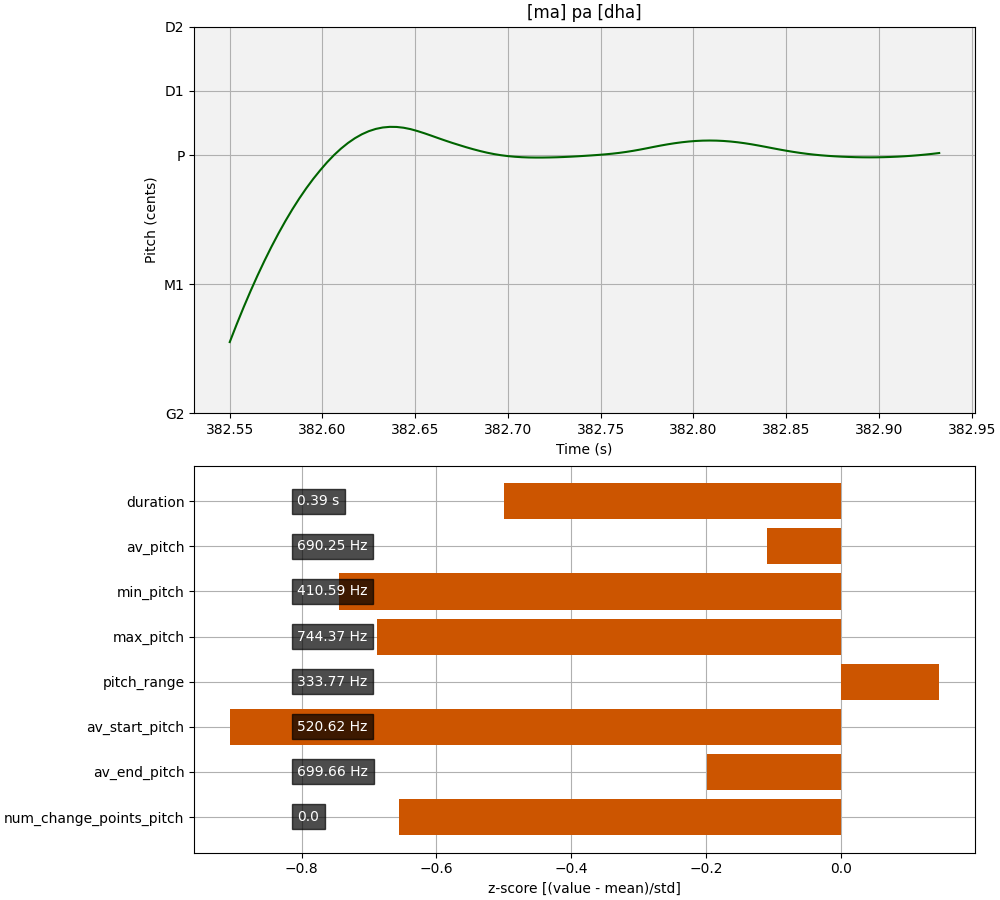 [ma] pa [dha]
D2
D1
P
M1
G2
Pitch (cents)
382.55 382.60 382.65 382.70 382.75 382.80 382.85 382.90 382.95
Time (s)
duration 0.39 s
av_pitch 690.25 Hz
min_pitch 410.59 Hz
max_pitch 744.37 Hz
pitch_range 333.77 Hz
av_start_pitch 520.62 Hz
av_end_pitch 699.66 Hz
num_change_points_pitch 0.0
−0.8 −0.6 −0.4 −0.2 0.0
z-score [(value - mean)/std]